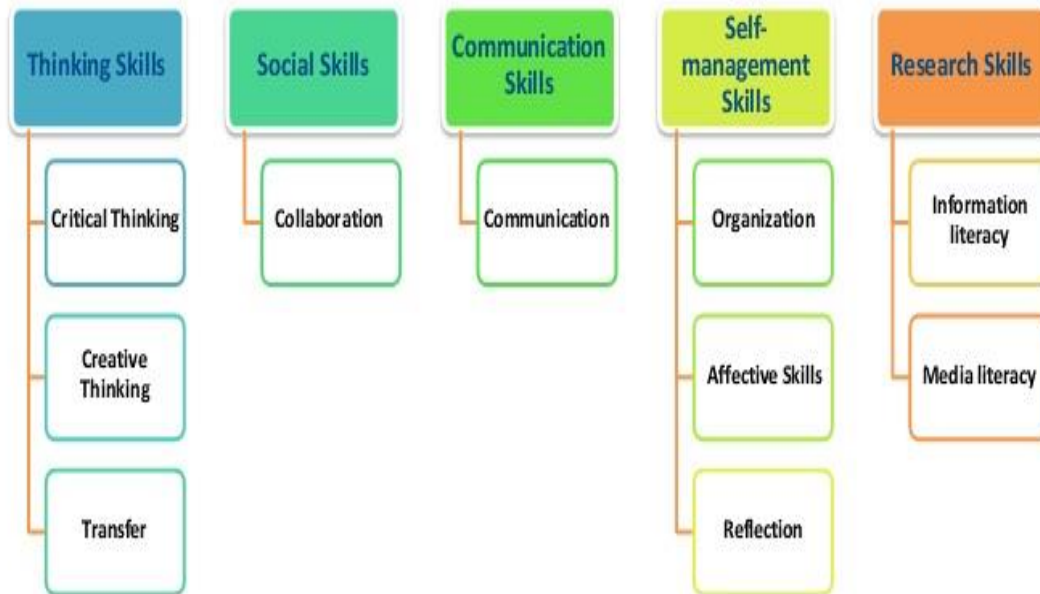 Thinking Skills
Critical Thinking
Creative
Thinking
Transfer
Social Skills
Collaboration
Communication
Skills
Communication
Self-
management
Skills
Organization
Affective Skills
Reflection
Research Skills
Information
literacy
Media literacy